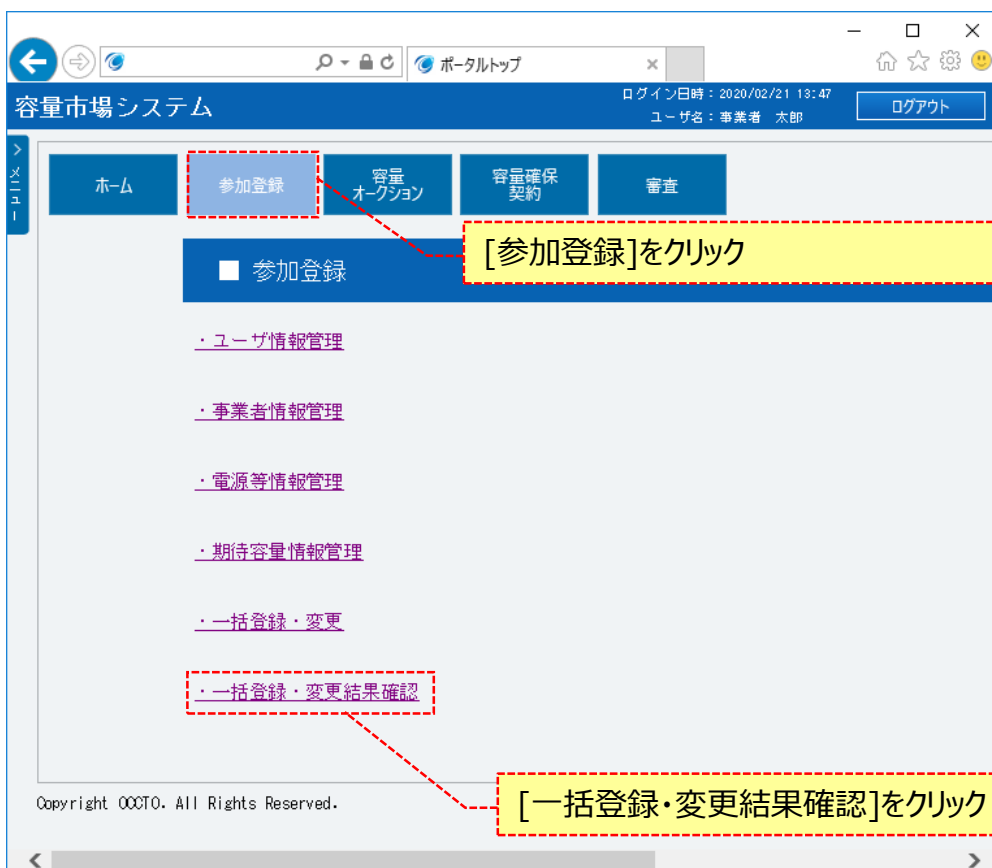 ポータルトップ
容量市場システム
ログイン日時：2020/02/21 13:47
ユーザ名：事業者 太郎
ログアウト
＞メニュー
ホーム
参加登録
容量
オークション
容量確保
契約
審査
[参加登録]をクリック
■ 参加登録
・ユーザ情報管理
・事業者情報管理
・電源等情報管理
・期待容量情報管理
・一括登録・変更
・一括登録・変更結果確認
[一括登録・変更結果確認]をクリック
Copyright OCCTO. All Rights Reserved.